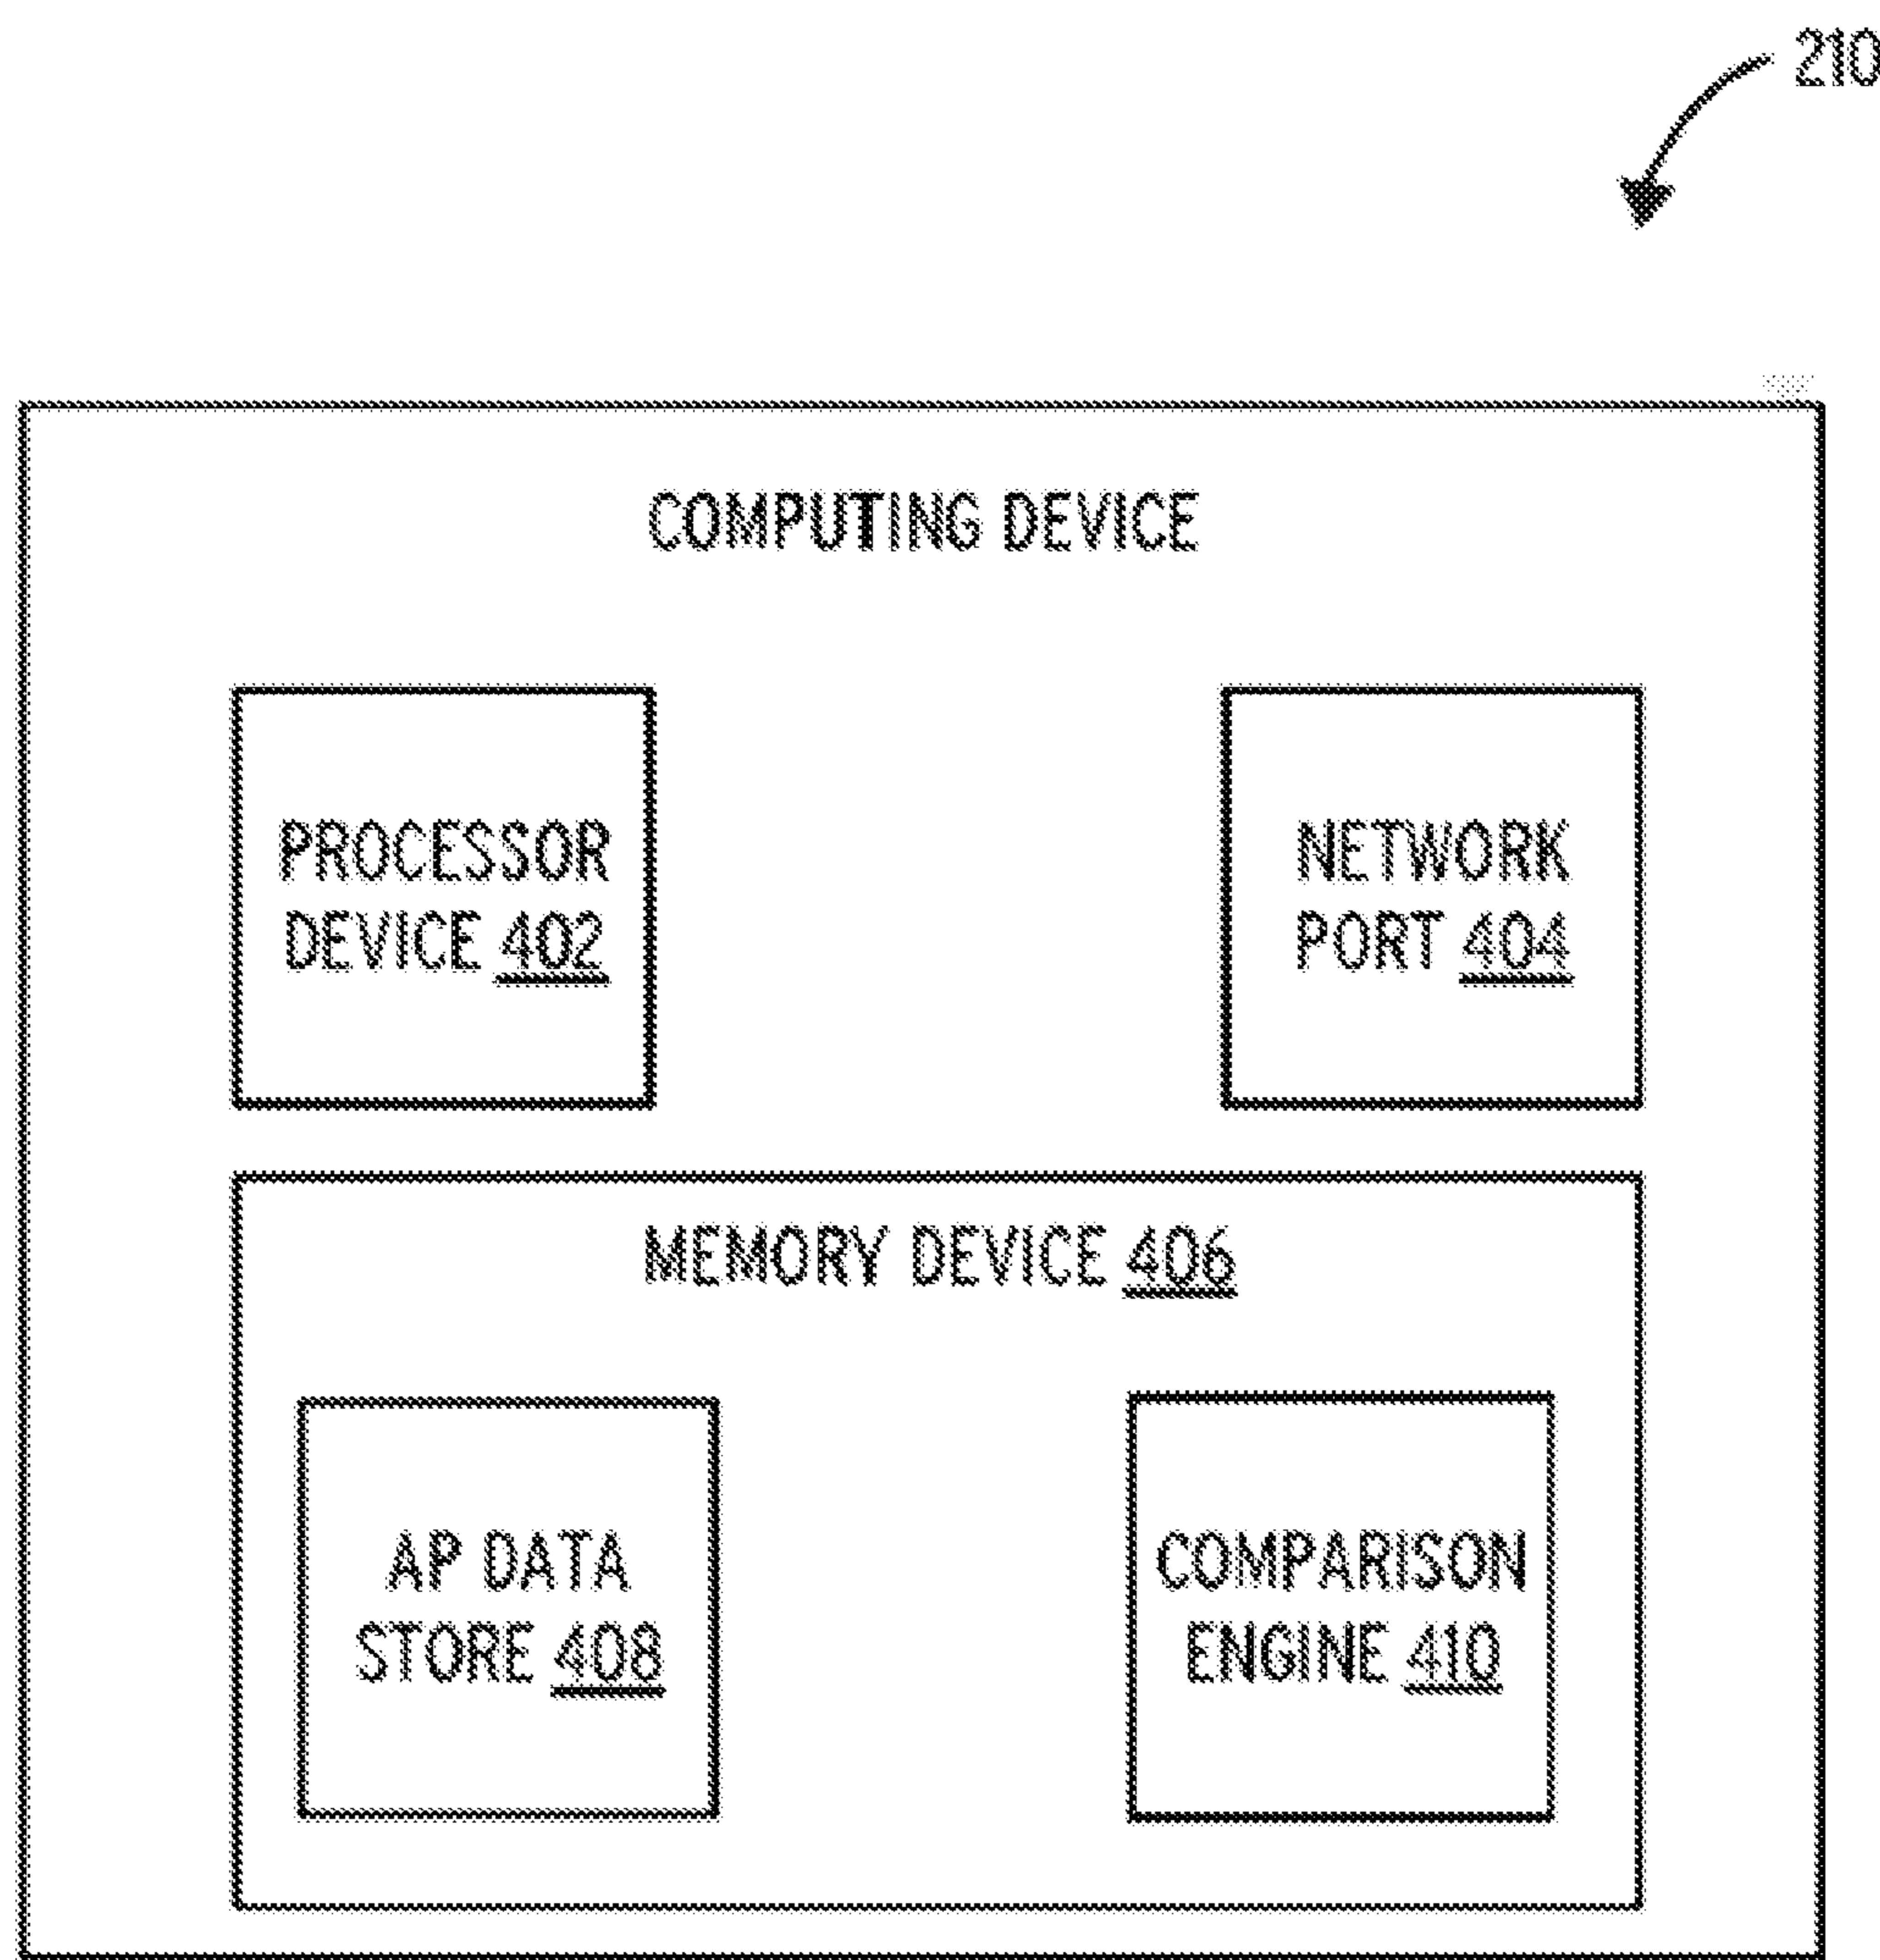 210
COMPUTING DEVICE
PROCESSOR
DEVICE 402
NETWORK
PORT 404
MEMORY DEVICE 406
AP DATA
STORE 408
COMPARISON
ENGINE 410